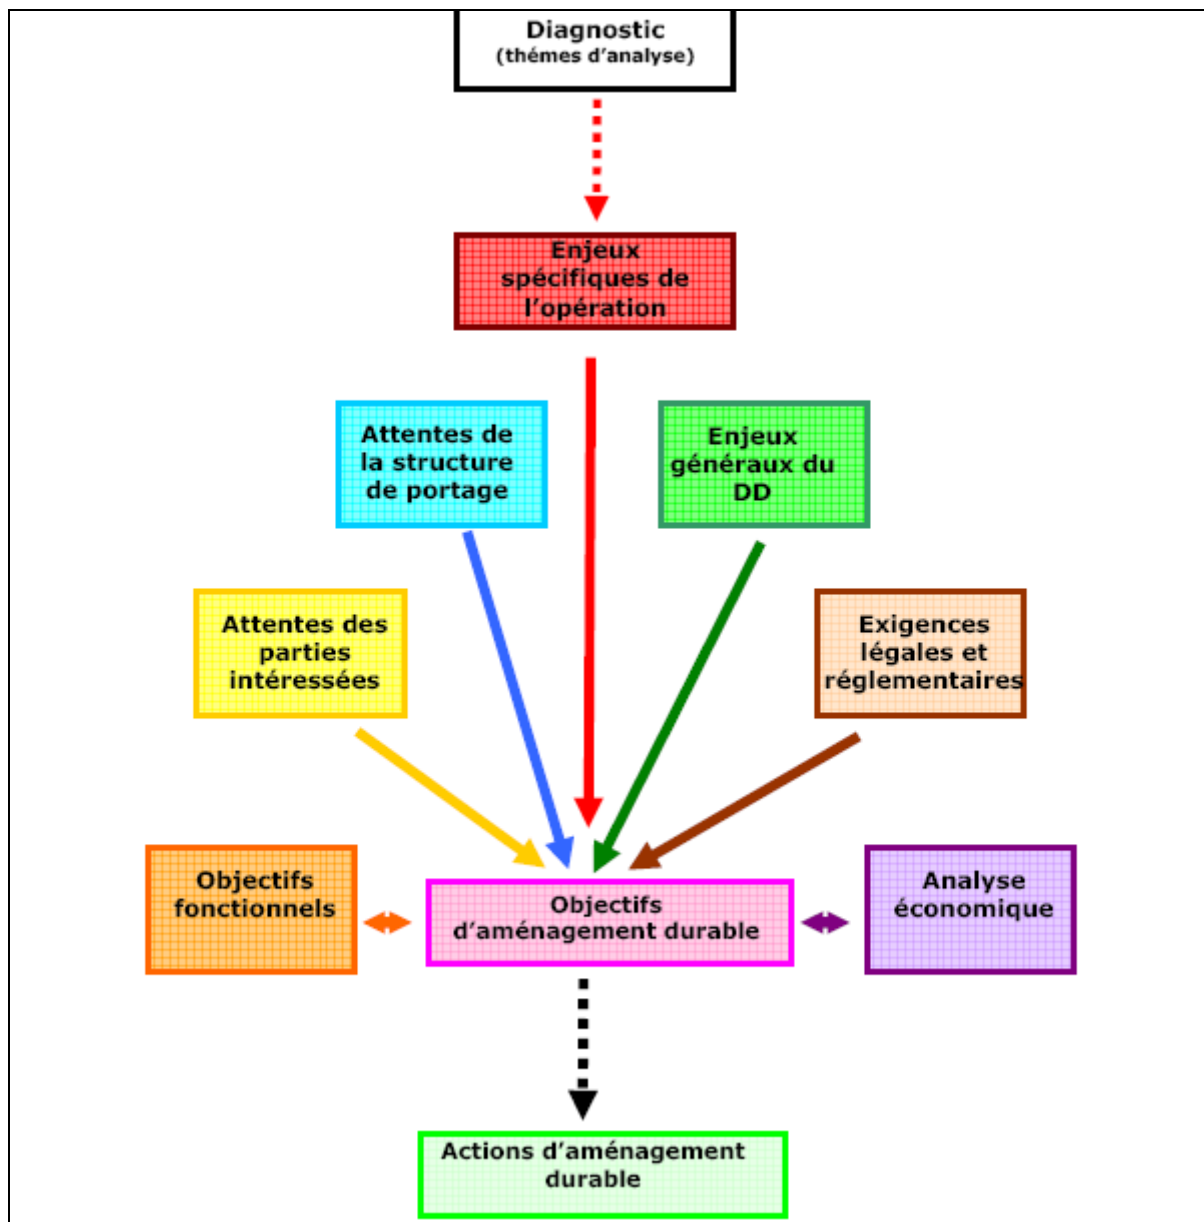 Diagnostic
(thémes d'analyse)
Enjeux
spécifiques de
l'opération
Attentes de
la structure
de portage
Enjeux
généraux du
DD
Attentes des
parties
intéressées
Exigences
légales et
réglementaires
Objectifs
fonctionnels
Objectifs
d'aménagement durable
Analyse
économique
Actions d'aménagement
durable